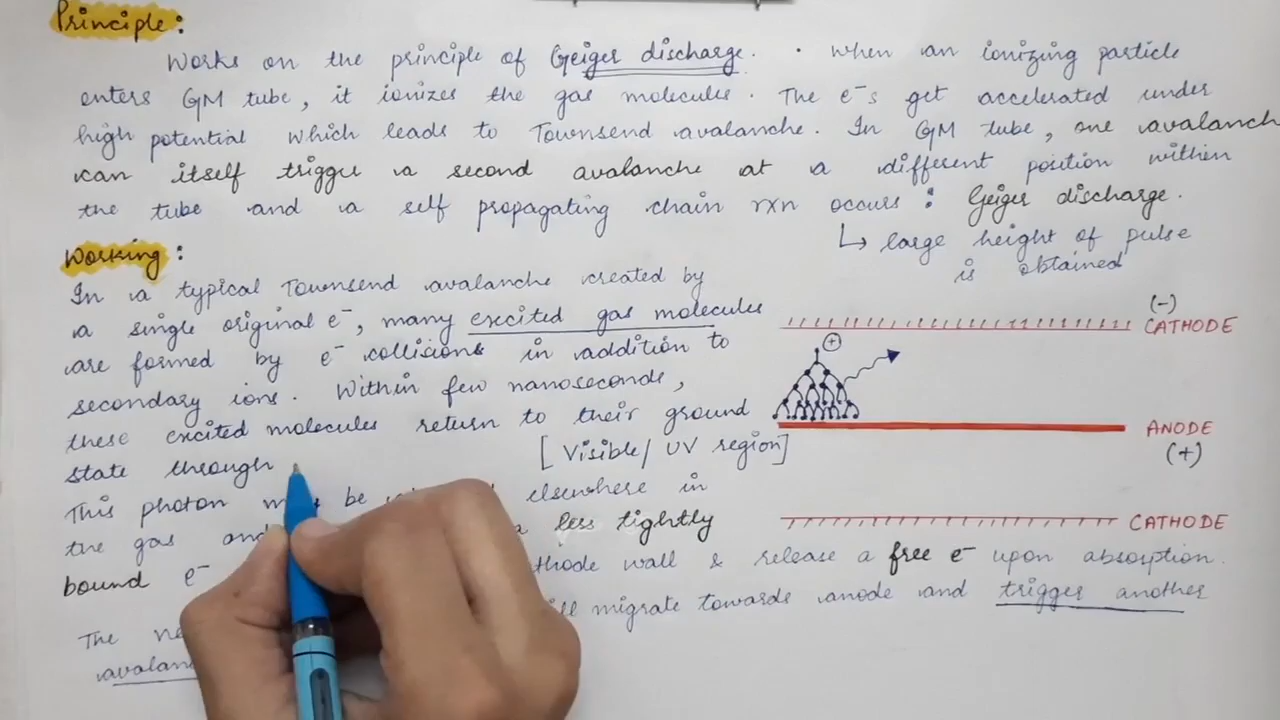 Principle :
Works on the principle of Geiger discharge. · When an ionizing particle
enters GM tube, it ionizes the gas molecules. The e⁻s get accelerated under
high potential which leads to Townsend avalanche. In GM tube, one avalanch
can itself trigger a second avalanche at a different position within
the tube and a self propagating chain rxn occurs : Geiger discharge.
↳ large height of pulse
is obtained
Working :
In a typical Townsend avalanche created by
a single original e⁻, many excited gas molecules
are formed by e⁻ collisions in addition to
secondary ions. Within few nanoseconds,
these excited molecules return to their ground
state through [Visible/ UV region]
This photon be elsewhere in
the gas a less tightly
bound e⁻ wall & release a free e⁻ upon absorption.
The migrate towards anode and trigger another
(-)
CATHODE
+
ANODE
(+)
CATHODE